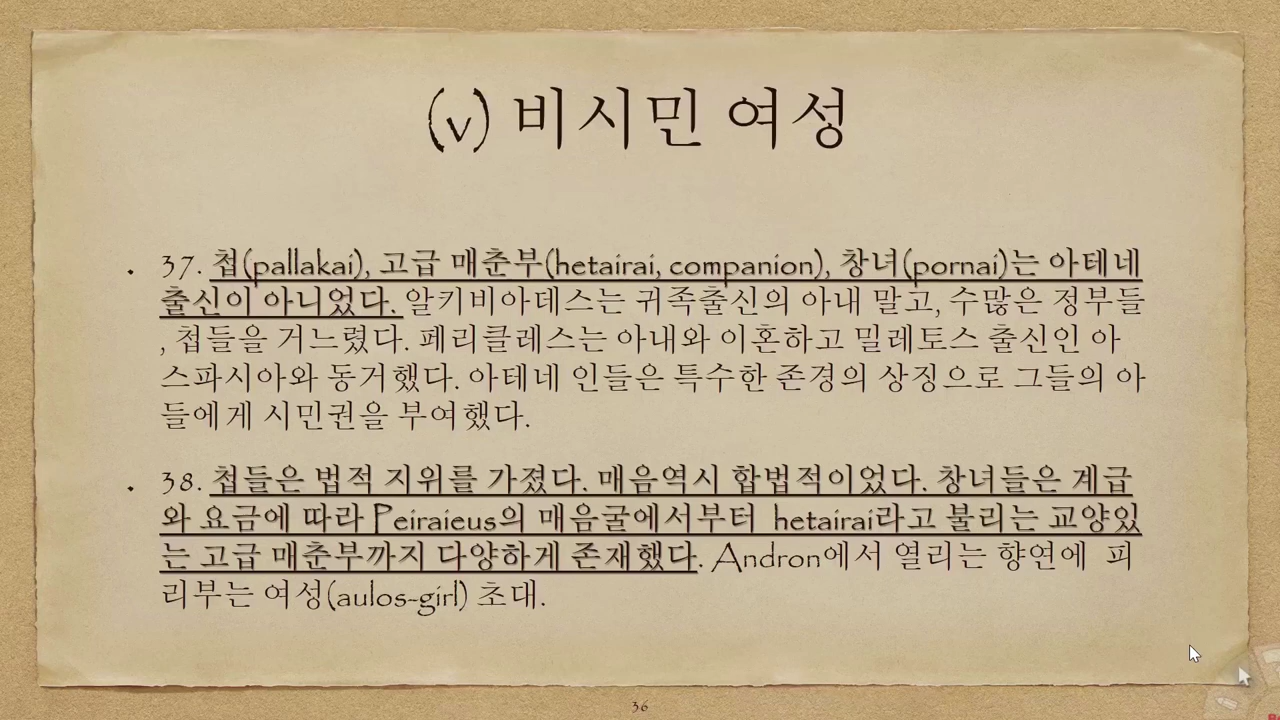 (v) 비시민 여성
37. 첩(pallakai), 고급 매춘부(hetairai, companion), 창녀(pornai)는 아테네
출신이 아니었다. 알키비아데스는 귀족출신의 아내 말고, 수많은 정부들
, 첩들을 거느렸다. 페리클레스는 아내와 이혼하고 밀레토스 출신인 아
스파시아와 동거했다. 아테네 인들은 특수한 존경의 상징으로 그들의 아
들에게 시민권을 부여했다.
38. 첩들은 법적 지위를 가졌다. 매음역시 합법적이었다. 창녀들은 계급
와 요금에 따라 Peiraieus의 매음굴에서부터 hetairai라고 불리는 교양있
는 고급 매춘부까지 다양하게 존재했다. Andron에서 열리는 향연에 피
리부는 여성(aulos-girl) 초대.
36